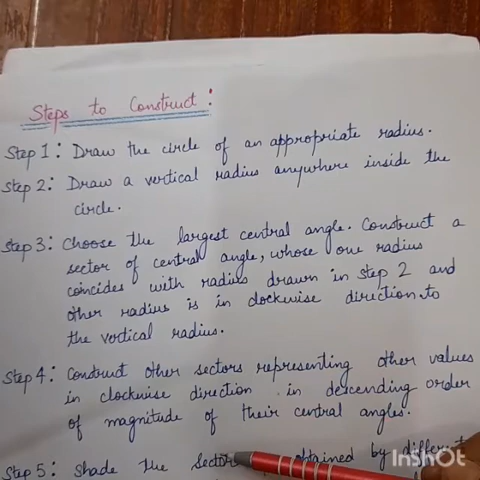 Steps to Construct:
Step 1: Draw the circle of an appropriate radius.
Step 2: Draw a vertical radius anywhere inside the
circle.
Step 3: Choose the largest central angle. Construct a
sector of central angle, whose one radius
coincides with radius drawn in step 2 and
other radius is in clockwise direction to
the vertical radius.
Step 4: Construct other sectors representing other values
in clockwise direction in descending order
of magnitude of their central angles.
Step 5: Shade the obtained by
InShot